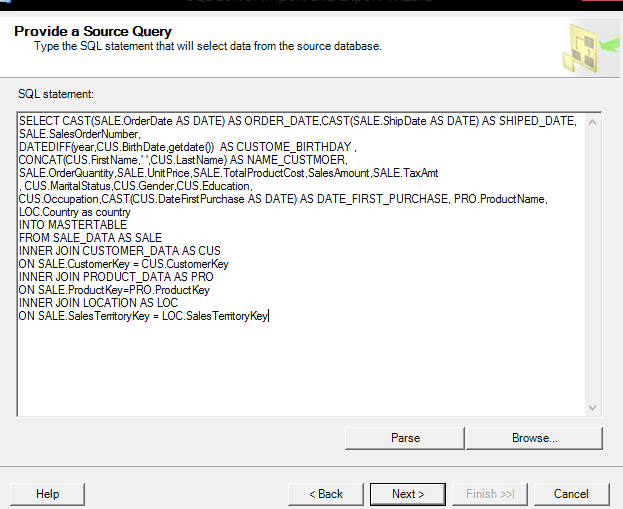 Provide a Source Query
Type the SQL statement that will select data from the source database.
SQL statement:
SELECT CAST(SALE.OrderDate AS DATE) AS ORDER_DATE,CAST(SALE.ShipDate AS DATE) AS SHIPED_DATE,
SALE.SalesOrderNumber,
DATEDIFF(year,CUS.BirthDate,getdate())  AS CUSTOME_BIRTHDAY ,
CONCAT(CUS.FirstName,' ',CUS.LastName) AS NAME_CUSTMOER,
SALE.OrderQuantity,SALE.UnitPrice,SALE.TotalProductCost,SalesAmount,SALE.TaxAmt
, CUS.MaritalStatus,CUS.Gender,CUS.Education,
CUS.Occupation,CAST(CUS.DateFirstPurchase AS DATE) AS DATE_FIRST_PURCHASE, PRO.ProductName,
LOC.Country as country
INTO MASTERTABLE
FROM SALE_DATA AS SALE
INNER JOIN CUSTOMER_DATA AS CUS
ON SALE.CustomerKey = CUS.CustomerKey
INNER JOIN PRODUCT_DATA AS PRO
ON SALE.ProductKey=PRO.ProductKey
INNER JOIN LOCATION AS LOC
ON SALE.SalesTerritoryKey = LOC.SalesTerritoryKey
Parse Browse...
Help < Back Next > Finish >>| Cancel